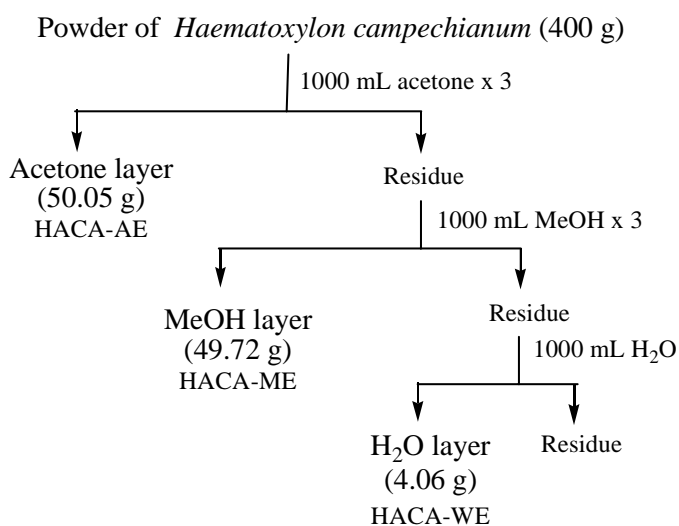 Powder of Haematoxylon campechianum (400 g)
1000 mL acetone x 3
Acetone layer
(50.05 g)
HACA-AE
Residue
1000 mL MeOH x 3
MeOH layer
(49.72 g)
HACA-ME
Residue
1000 mL H₂O
H₂O layer
(4.06 g)
HACA-WE
Residue